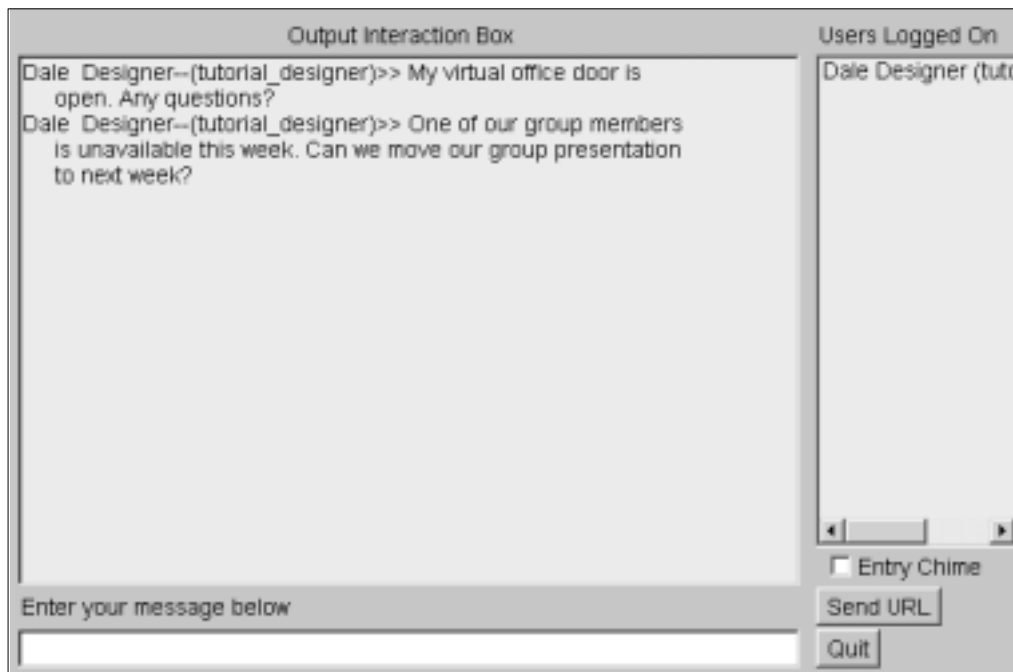 Output Interaction Box
Dale Designer--(tutorial_designer)>> My virtual office door is
open. Any questions?
Dale Designer--(tutorial_designer)>> One of our group members
is unavailable this week. Can we move our group presentation
to next week?
Enter your message below
Users Logged On
Dale Designer (tuto
Entry Chime
Send URL
Quit